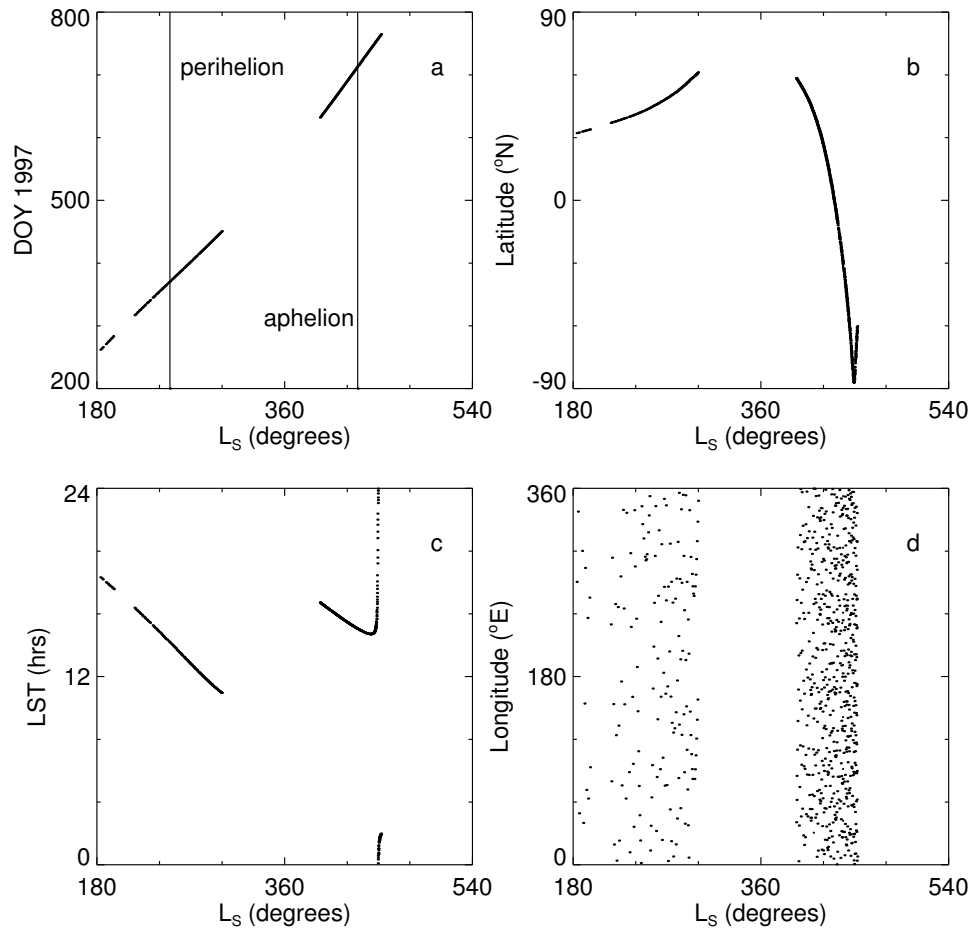 800
500
200
DOY 1997
perihelion
aphelion
a
180
360
540
L_S (degrees)
90
0
-90
Latitude (°N)
b
180
360
540
L_S (degrees)
24
12
0
LST (hrs)
c
180
360
540
L_S (degrees)
360
180
0
Longitude (°E)
d
180
360
540
L_S (degrees)